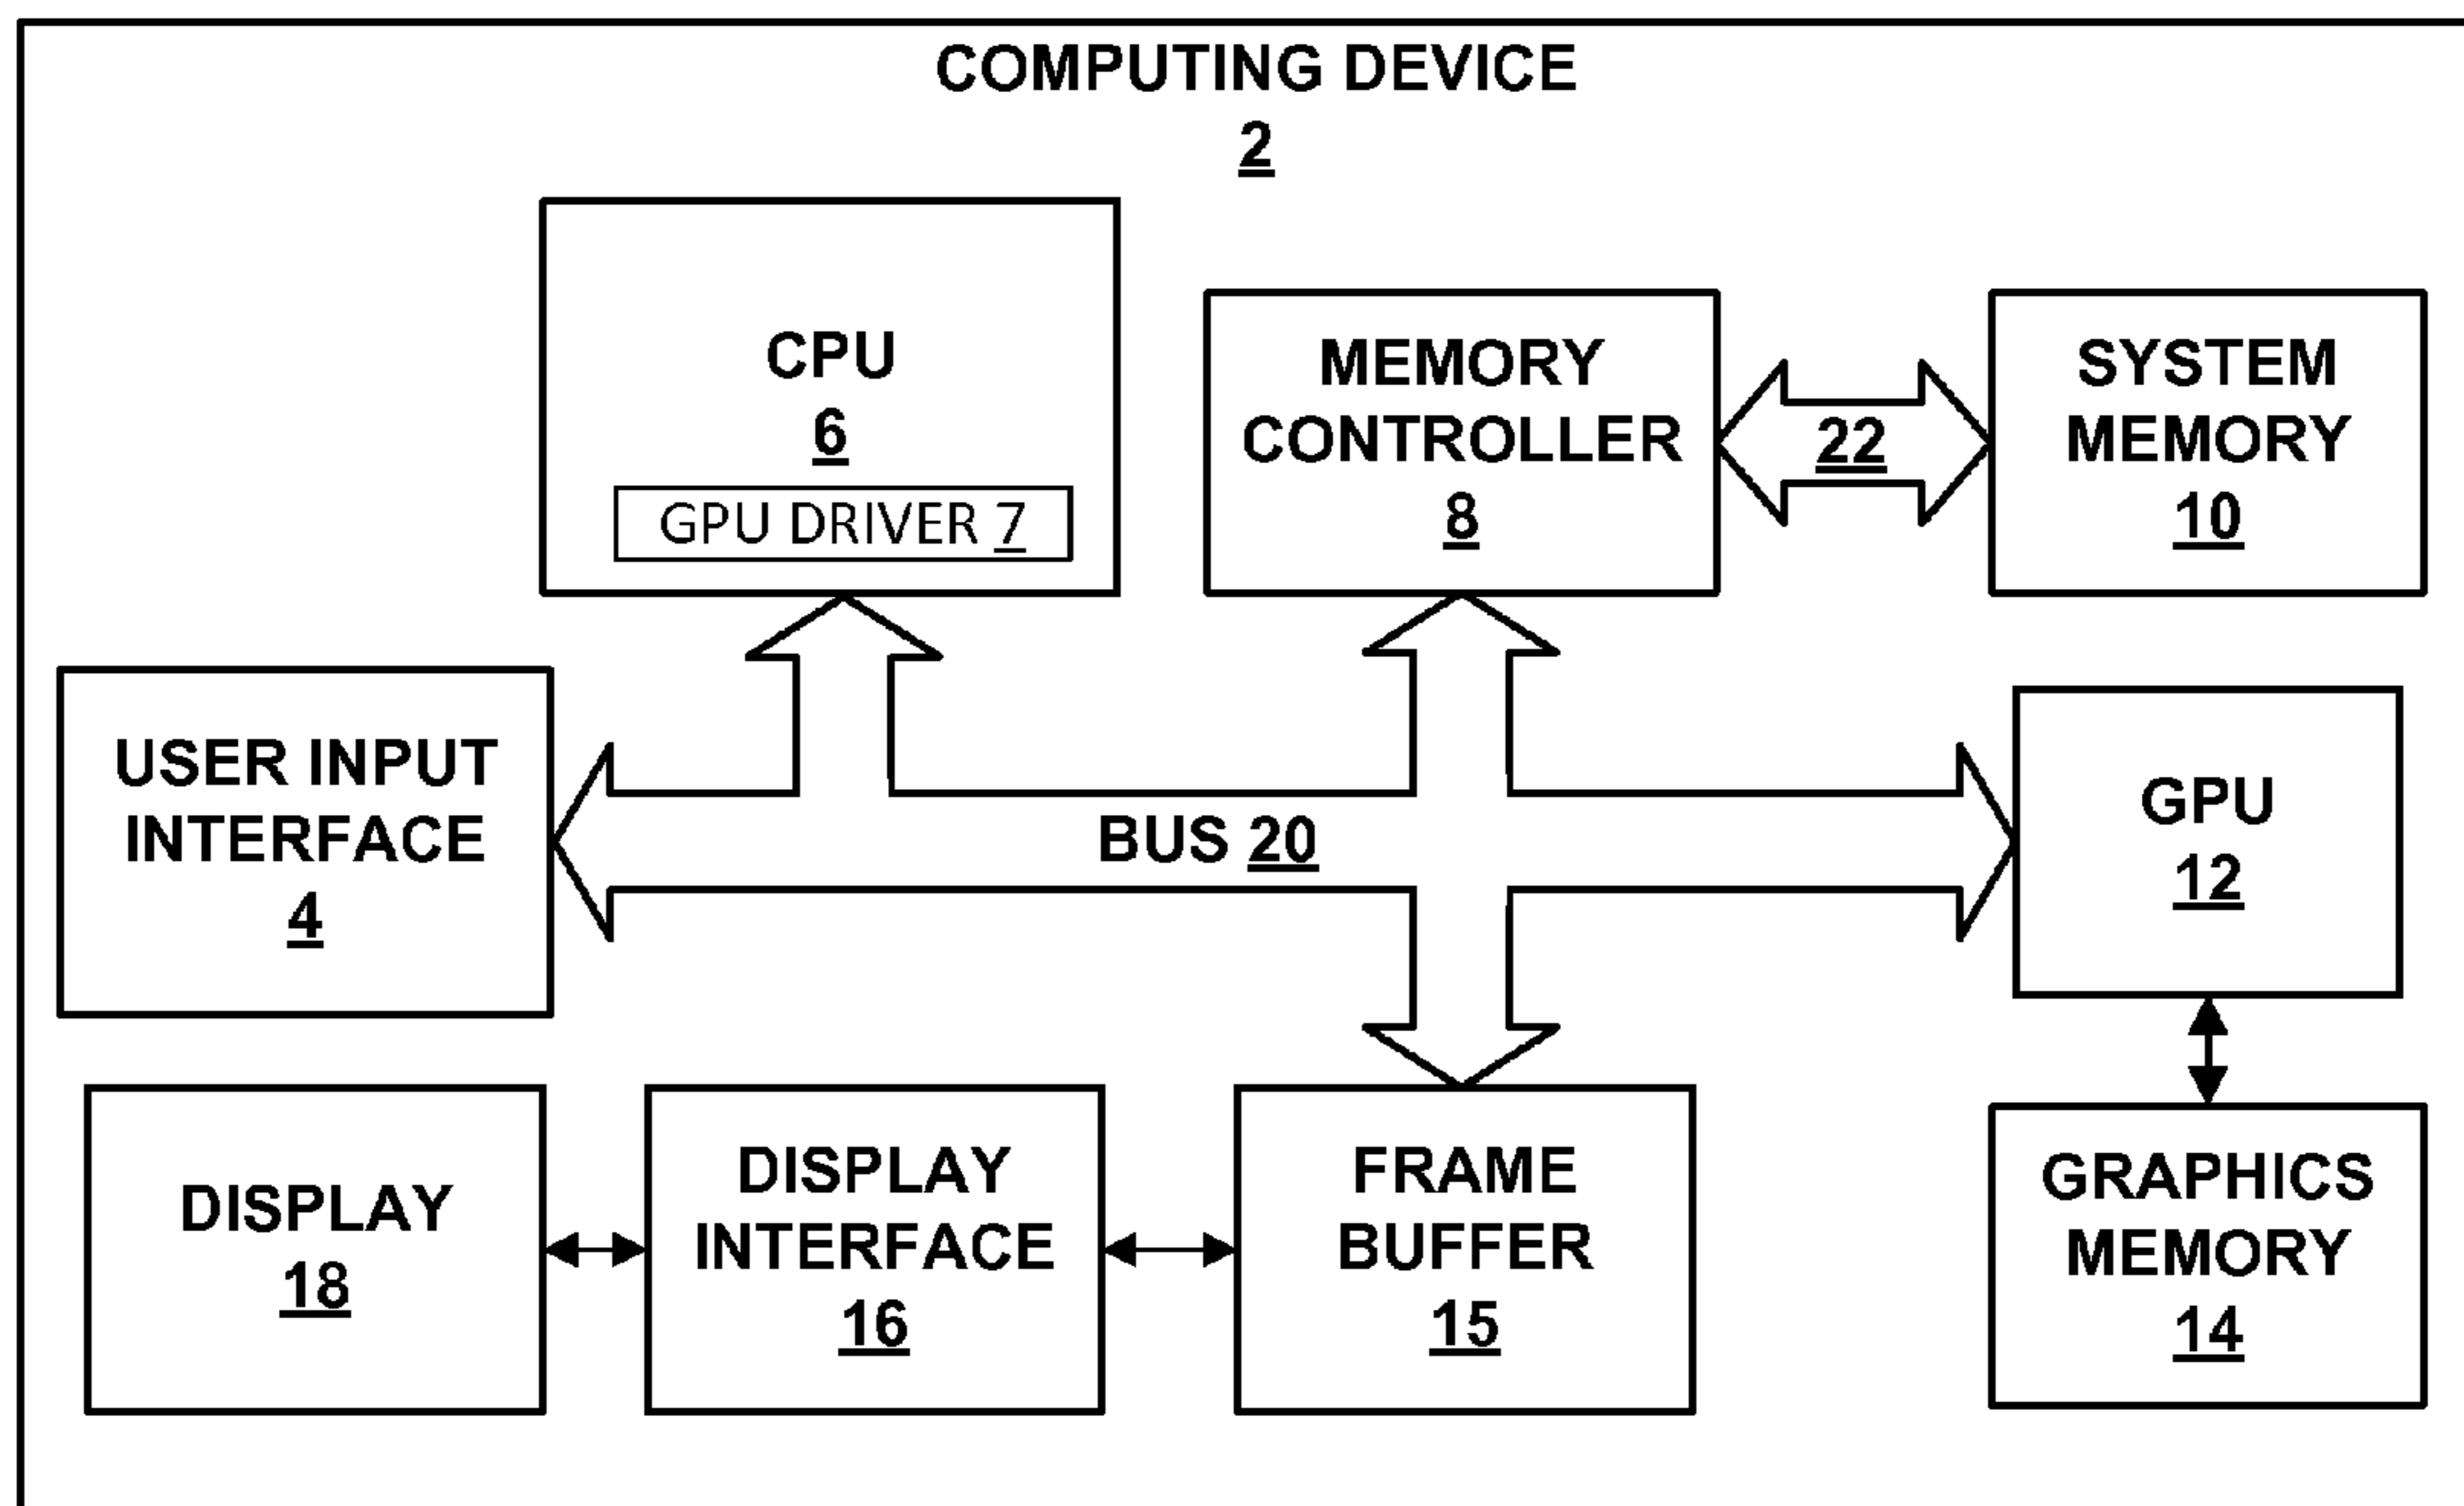 COMPUTING DEVICE
2
CPU
6
GPU DRIVER 7
MEMORY
CONTROLLER
8
22
SYSTEM
MEMORY
10
USER INPUT
INTERFACE
4
BUS 20
GPU
12
DISPLAY
18
DISPLAY
INTERFACE
16
FRAME
BUFFER
15
GRAPHICS
MEMORY
14